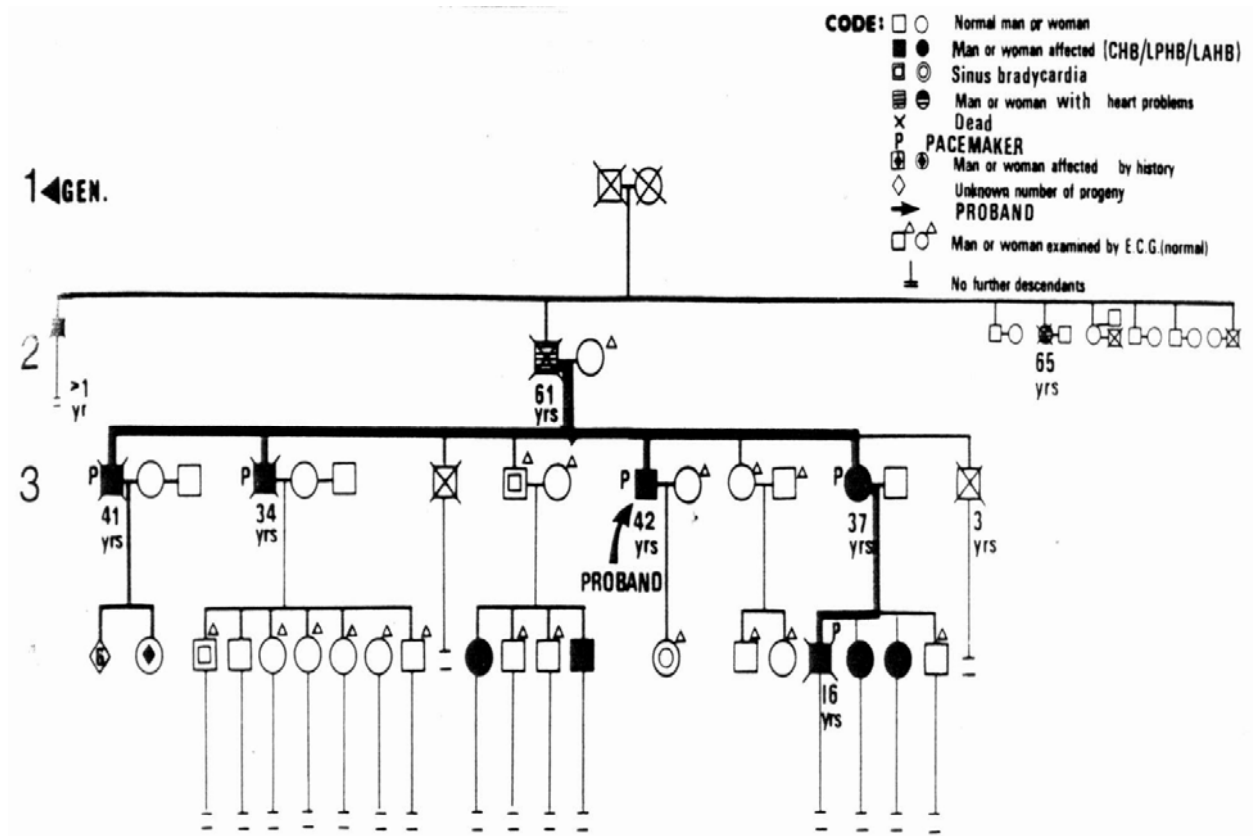 CODE: Normal man or woman
Man or woman affected (CHB/LPHB/LAHB)
Sinus bradycardia
Man or woman with heart problems
X Dead
P PACEMAKER
Man or woman affected by history
Unknown number of progeny
PROBAND
Man or woman examined by E.C.G.(normal)
No further descendants
1 GEN.
2
>1
yr
61
yrs
65
yrs
3
P
P
P
P
41
yrs
34
yrs
42
yrs
37
yrs
3
yrs
PROBAND
6
P
16
yrs